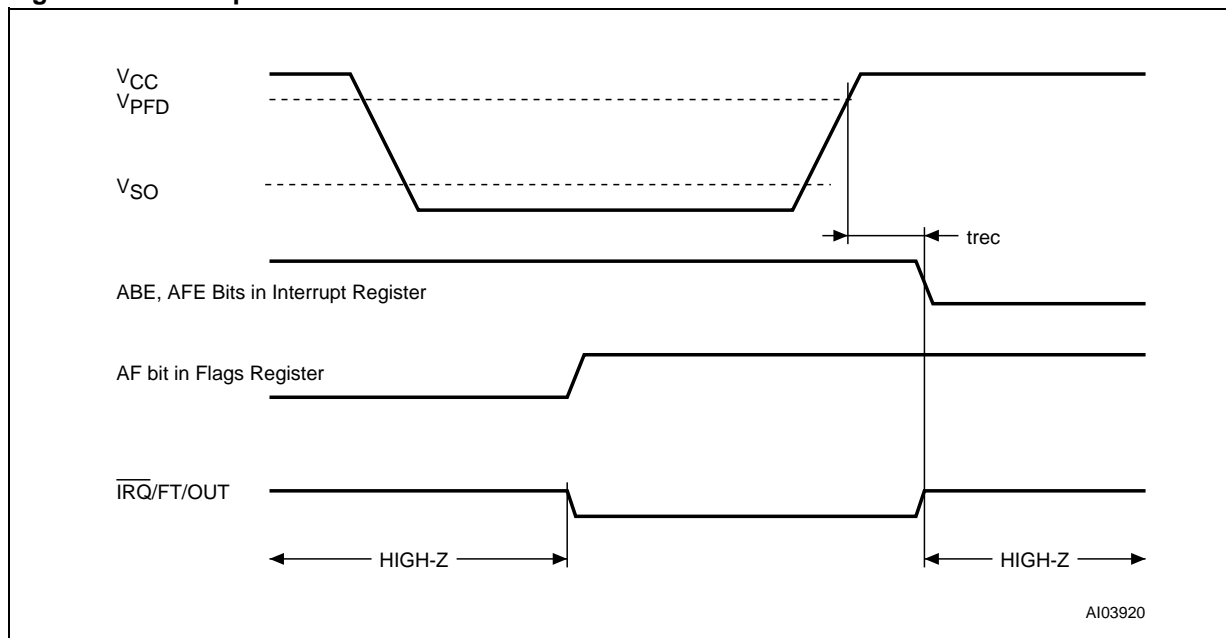 VCC
VPFD
VSO
trec
ABE, AFE Bits in Interrupt Register
AF bit in Flags Register
IRQ/FT/OUT
HIGH-Z
HIGH-Z
AI03920